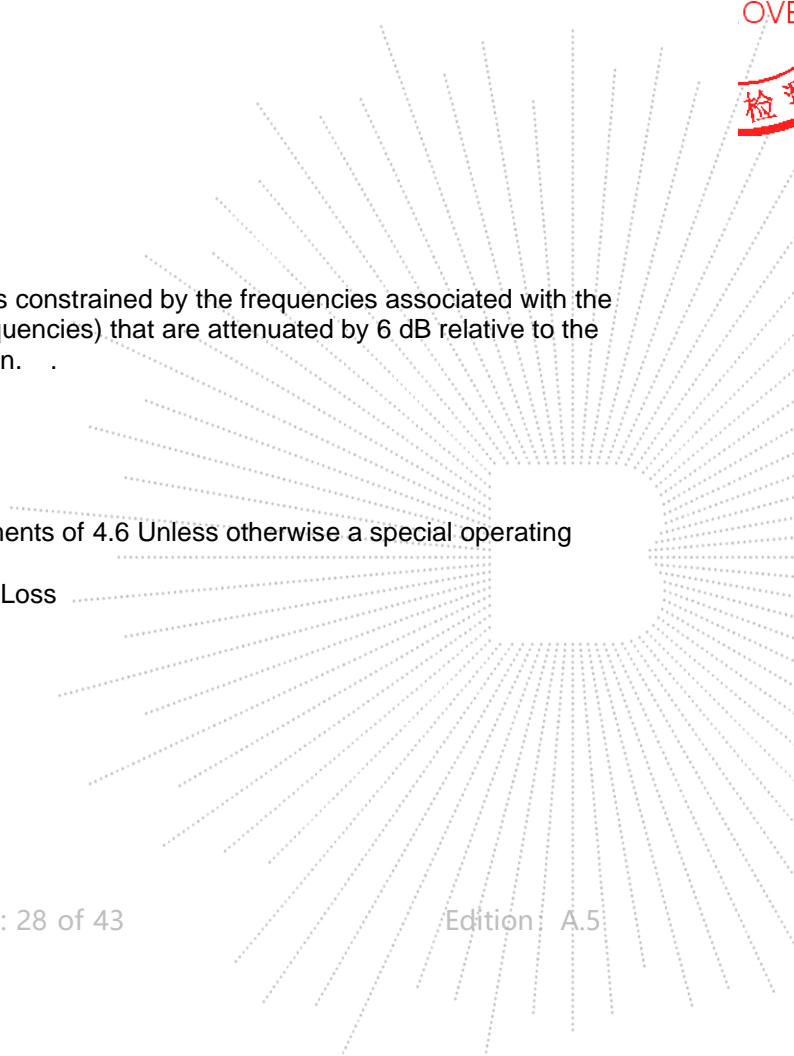 OVE
检
s constrained by the frequencies associated with the
quencies) that are attenuated by 6 dB relative to the
n. .
nents of 4.6 Unless otherwise a special operating
Loss
: 28 of 43 Edition: A.5